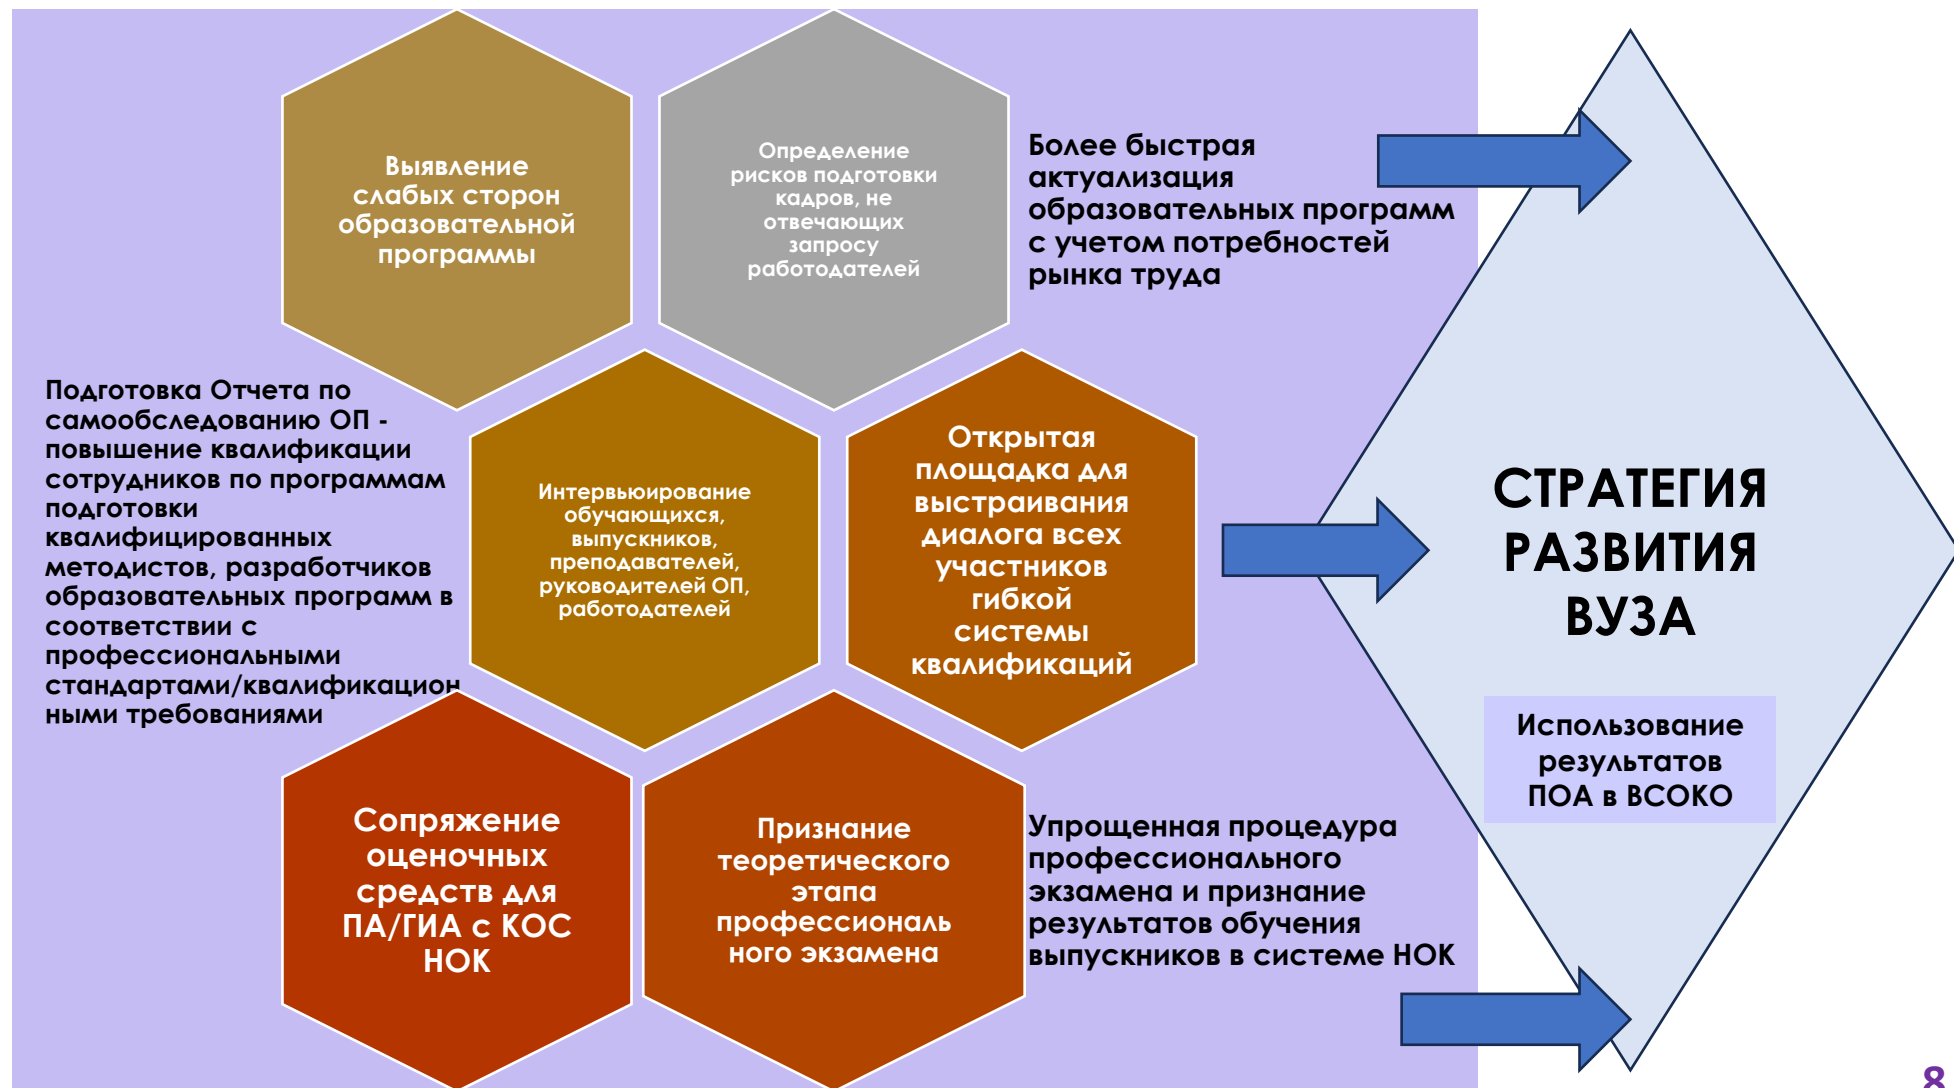 Выявление
слабых сторон
образовательной
программы
Определение
рисков подготовки
кадров, не
отвечающих
запросу
работодателей
Более быстрая
актуализация
образовательных программ
с учетом потребностей
рынка труда
Подготовка Отчета по
самообследованию ОП -
повышение квалификации
сотрудников по программам
подготовки
квалифицированных
методистов, разработчиков
образовательных программ в
соответствии с
профессиональными
стандартами/квалификацион
ными требованиями
Интервьюирование
обучающихся,
выпускников,
преподавателей,
руководителей ОП,
работодателей
Открытая
площадка для
выстраивания
диалога всех
участников
гибкой
системы
квалификаций
СТРАТЕГИЯ
РАЗВИТИЯ
ВУЗА
Использование
результатов
ПОА в ВСОКО
Сопряжение
оценочных
средств для
ПА/ГИА с КОС
НОК
Признание
теоретического
этапа
профессиональ
ного экзамена
Упрощенная процедура
профессионального
экзамена и признание
результатов обучения
выпускников в системе НОК
8